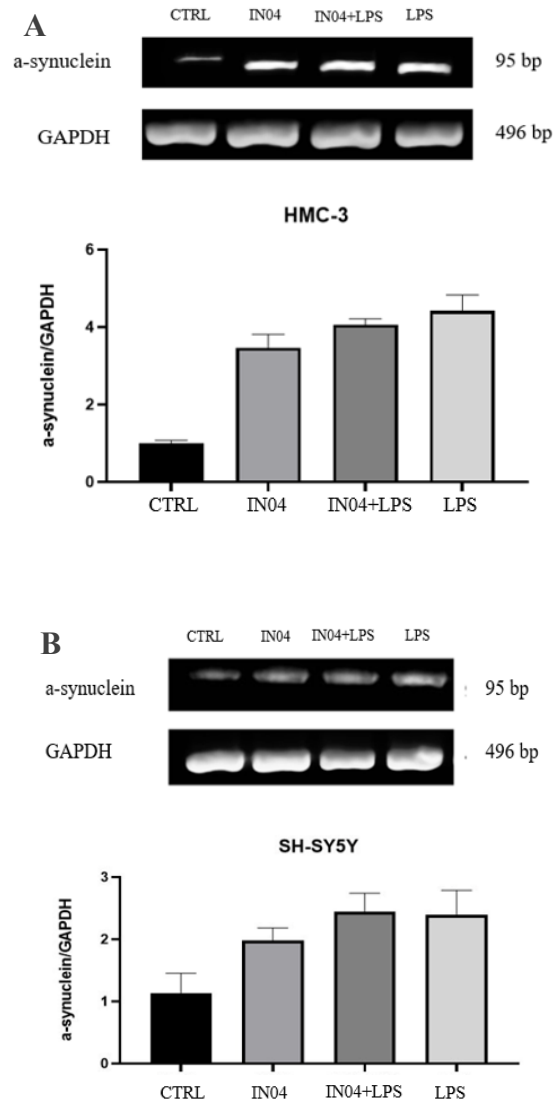 A
CTRL IN04 IN04+LPS LPS
a-synuclein 95 bp
GAPDH 496 bp
HMC-3
a-synuclein/GAPDH
6
4
2
0
CTRL IN04 IN04+LPS LPS
B
CTRL IN04 IN04+LPS LPS
a-synuclein 95 bp
GAPDH 496 bp
SH-SY5Y
a-synuclein/GAPDH
3
2
1
0
CTRL IN04 IN04+LPS LPS